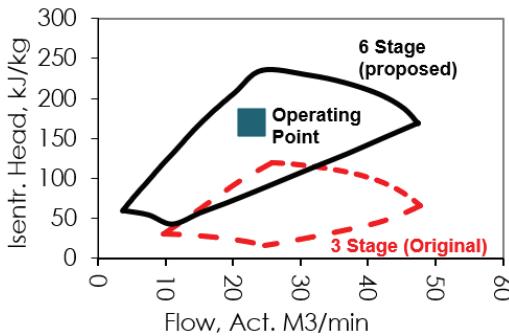 300
250
200
150
100
50
0
Isentr. Head, kJ/kg
6 Stage
(proposed)
Operating
Point
3 Stage (Original)
0
10
20
30
40
50
60
Flow, Act. M3/min